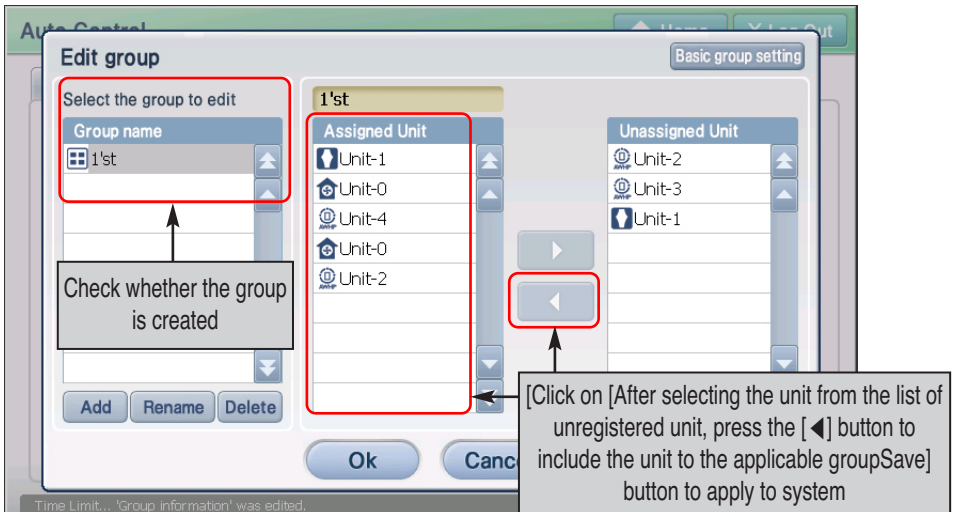 Auto Control
Home
Log Out
Edit group
Basic group setting
Select the group to edit
Group name
1'st
1'st
Assigned Unit
Unit-1
Unit-0
Unit-4
Unit-0
Unit-2
Unassigned Unit
Unit-2
Unit-3
Unit-1
Check whether the group
is created
Add
Rename
Delete
Ok
[Click on [After selecting the unit from the list of
unregistered unit, press the [◀] button to
include the unit to the applicable groupSave]
button to apply to system
Time Limit... 'Group information' was edited.